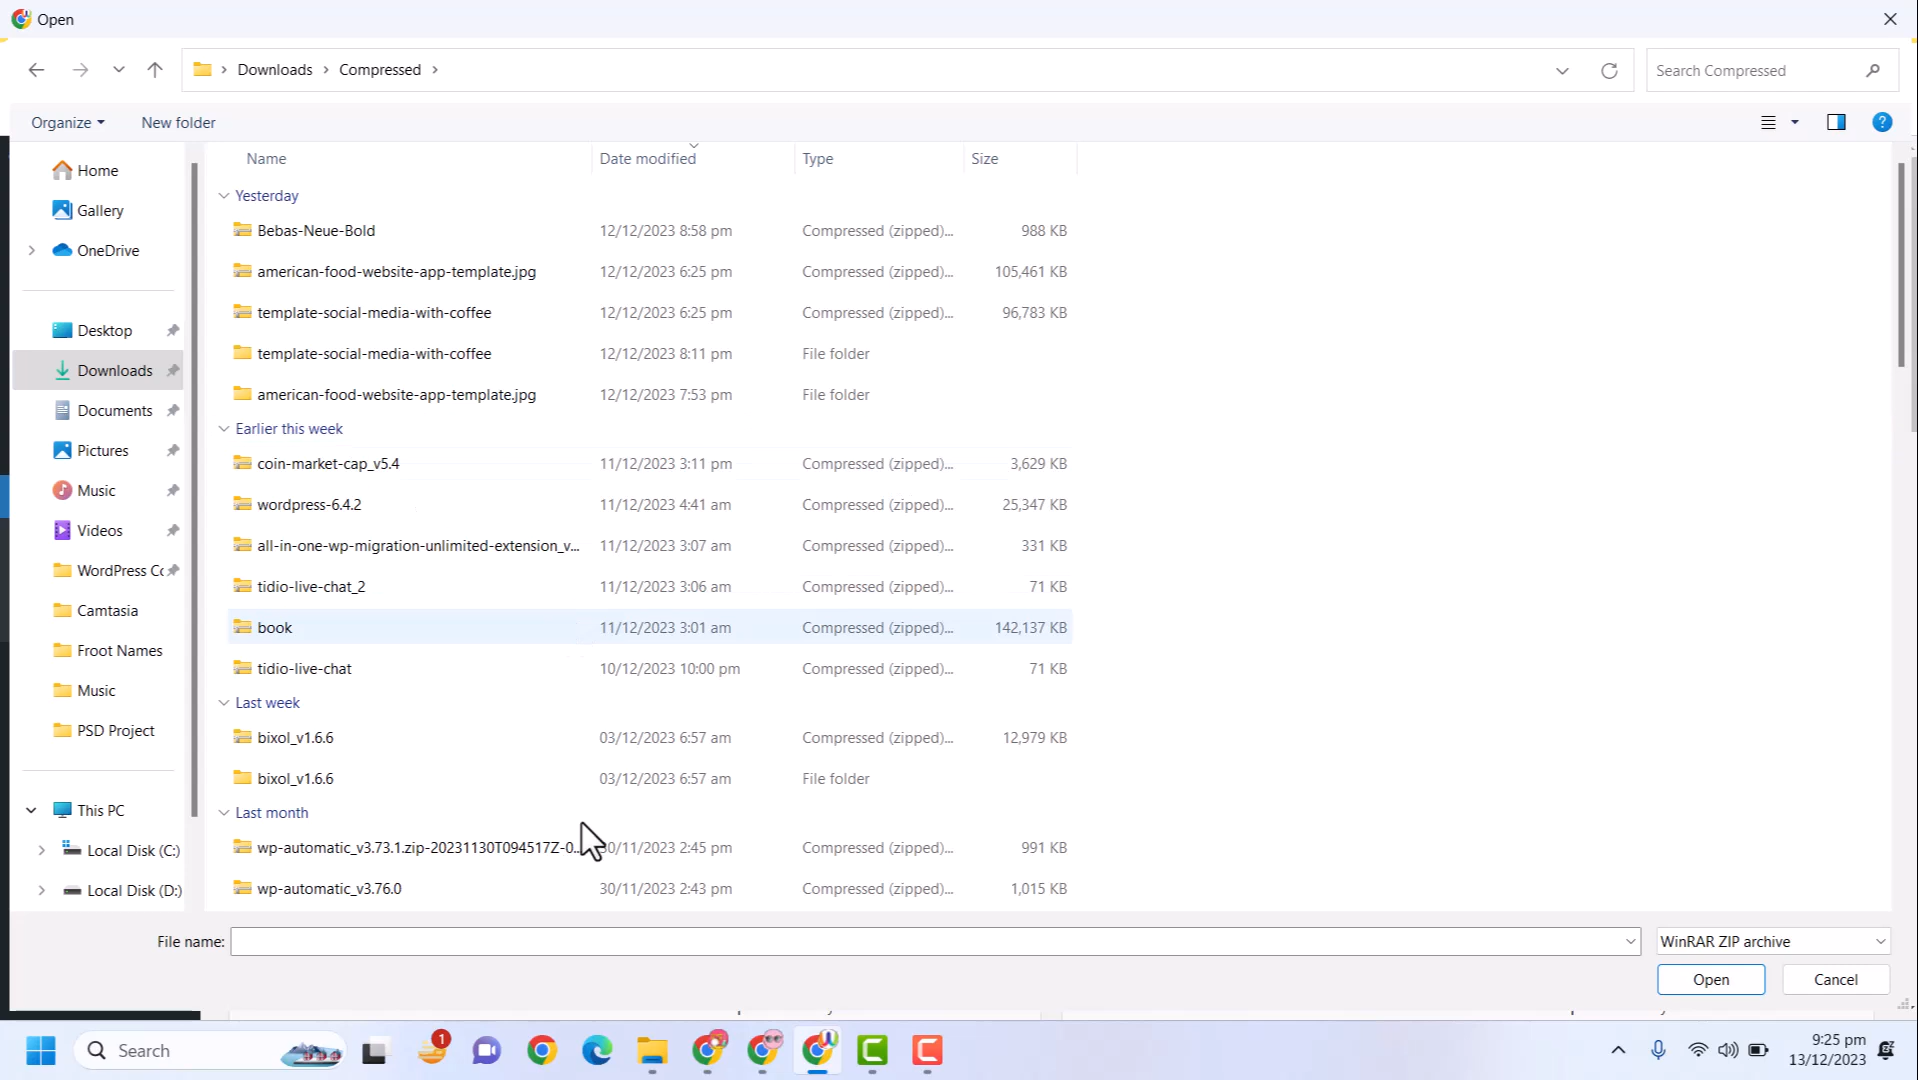 Open
Downloads
Compressed
Search Compressed
Organize
New folder
Name
Date modified
Type
Size
Home
Gallery
OneDrive
Desktop
Downloads
Documents
Pictures
Music
Videos
WordPress Co
Camtasia
Froot Names
Music
PSD Project
This PC
Local Disk (C:)
Local Disk (D:)
Yesterday
Bebas-Neue-Bold 12/12/2023 8:58 pm Compressed (zipped)... 988 KB
american-food-website-app-template.jpg 12/12/2023 6:25 pm Compressed (zipped)... 105,461 KB
template-social-media-with-coffee 12/12/2023 6:25 pm Compressed (zipped)... 96,783 KB
template-social-media-with-coffee 12/12/2023 8:11 pm File folder
american-food-website-app-template.jpg 12/12/2023 7:53 pm File folder
Earlier this week
coin-market-cap_v5.4 11/12/2023 3:11 pm Compressed (zipped)... 3,629 KB
wordpress-6.4.2 11/12/2023 4:41 am Compressed (zipped)... 25,347 KB
all-in-one-wp-migration-unlimited-extension_v... 11/12/2023 3:07 am Compressed (zipped)... 331 KB
tidio-live-chat_2 11/12/2023 3:06 am Compressed (zipped)... 71 KB
book 11/12/2023 3:01 am Compressed (zipped)... 142,137 KB
tidio-live-chat 10/12/2023 10:00 pm Compressed (zipped)... 71 KB
Last week
bixol_v1.6.6 03/12/2023 6:57 am Compressed (zipped)... 12,979 KB
bixol_v1.6.6 03/12/2023 6:57 am File folder
Last month
wp-automatic_v3.73.1.zip-20231130T094517Z-0... 30/11/2023 2:45 pm Compressed (zipped)... 991 KB
wp-automatic_v3.76.0 30/11/2023 2:43 pm Compressed (zipped)... 1,015 KB
File name:
WinRAR ZIP archive
Open
Cancel
Search
1
9:25 pm
13/12/2023